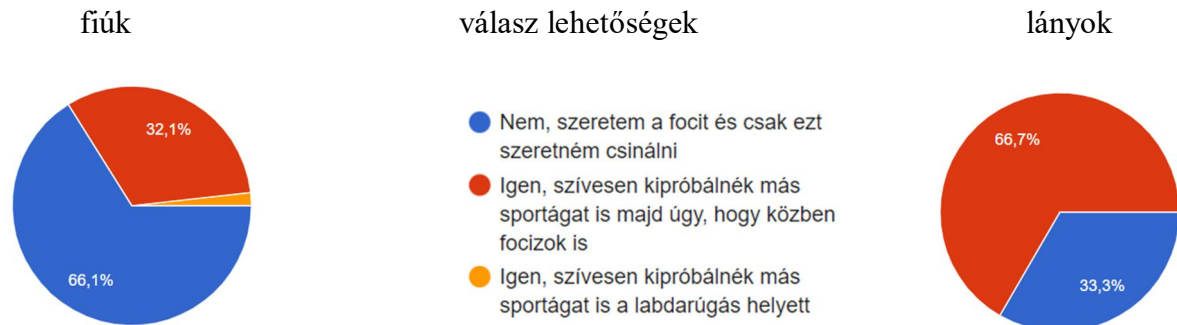 fiúk
válasz lehetőségek
lányok
32,1%
66,1%
Nem, szeretem a focit és csak ezt
szeretném csinálni
Igen, szívesen kipróbálnék más
sportágat is majd úgy, hogy közben
focizok is
Igen, szívesen kipróbálnék más
sportágat is a labdarúgás helyett
66,7%
33,3%